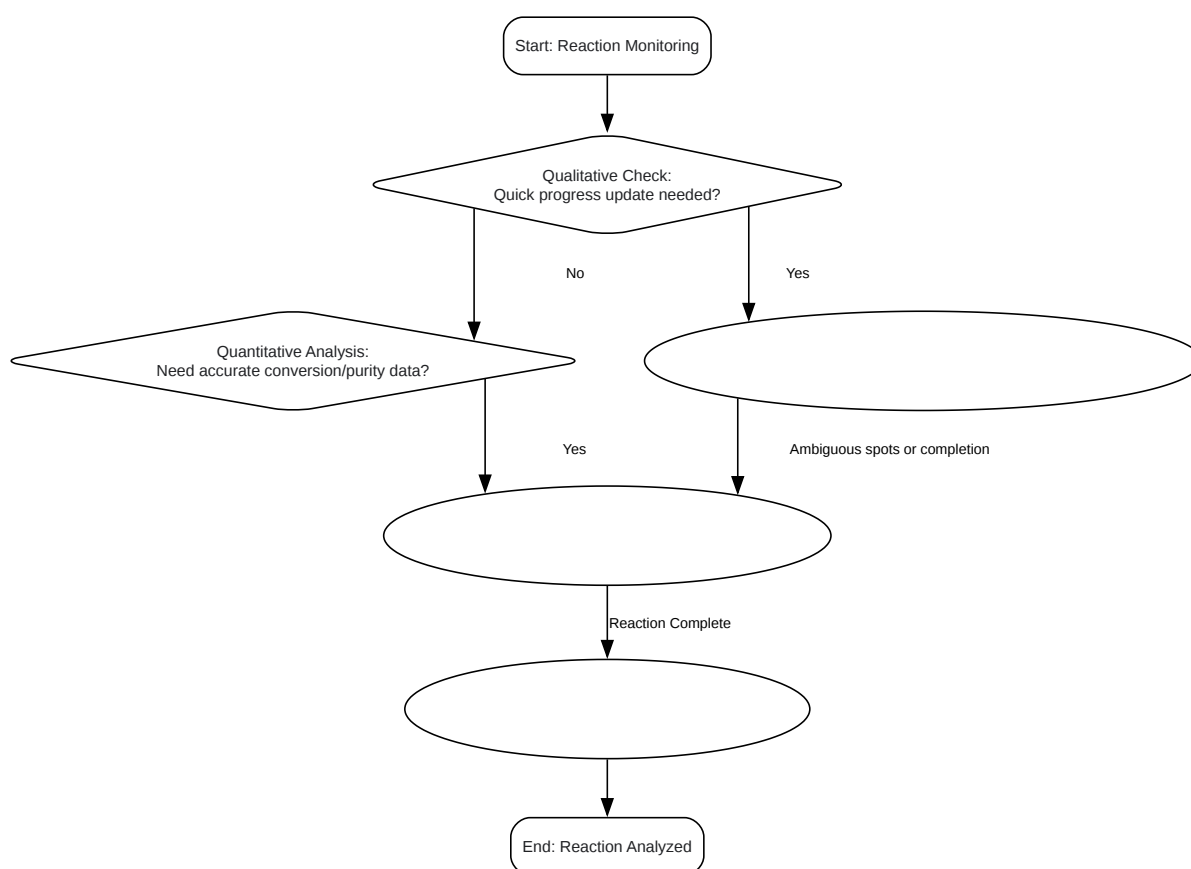 Start: Reaction Monitoring
Qualitative Check:
Quick progress update needed?
No
Yes
Quantitative Analysis:
Need accurate conversion/purity data?
Yes
Ambiguous spots or completion
Reaction Complete
End: Reaction Analyzed